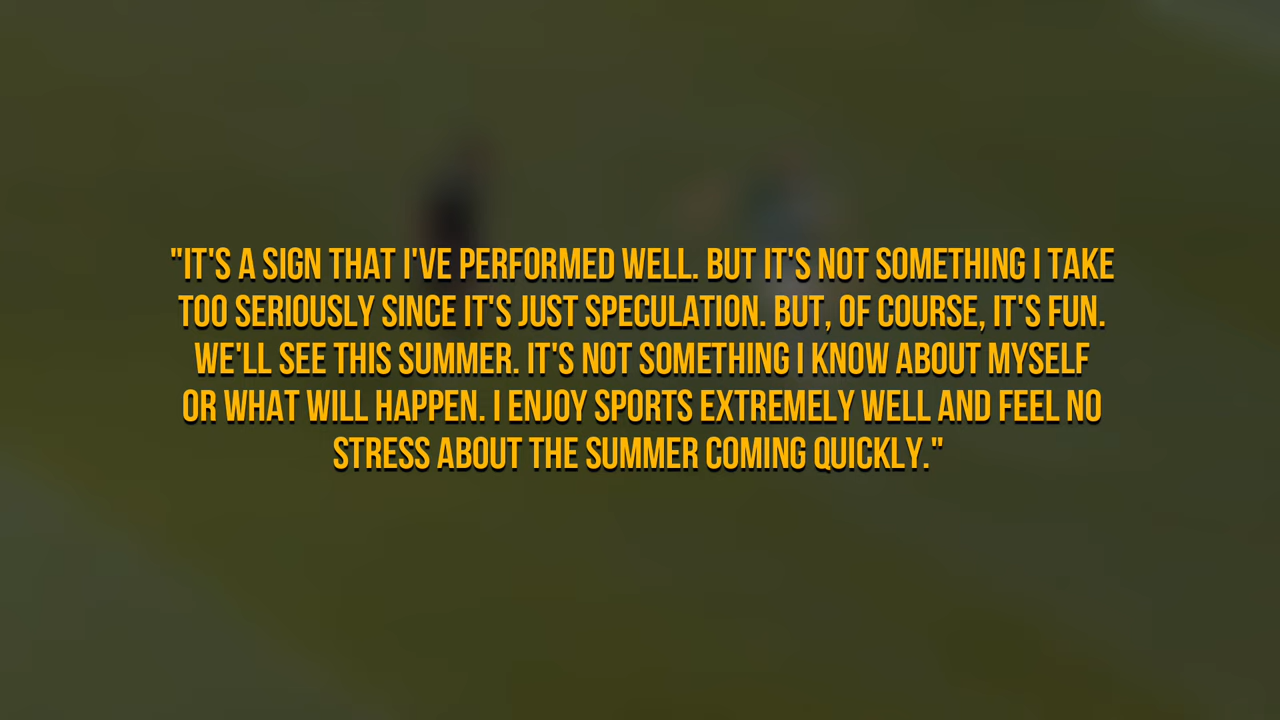 "IT'S A SIGN THAT I'VE PERFORMED WELL. BUT IT'S NOT SOMETHING I TAKE
TOO SERIOUSLY SINCE IT'S JUST SPECULATION. BUT, OF COURSE, IT'S FUN.
WE'LL SEE THIS SUMMER. IT'S NOT SOMETHING I KNOW ABOUT MYSELF
OR WHAT WILL HAPPEN. I ENJOY SPORTS EXTREMELY WELL AND FEEL NO
STRESS ABOUT THE SUMMER COMING QUICKLY."